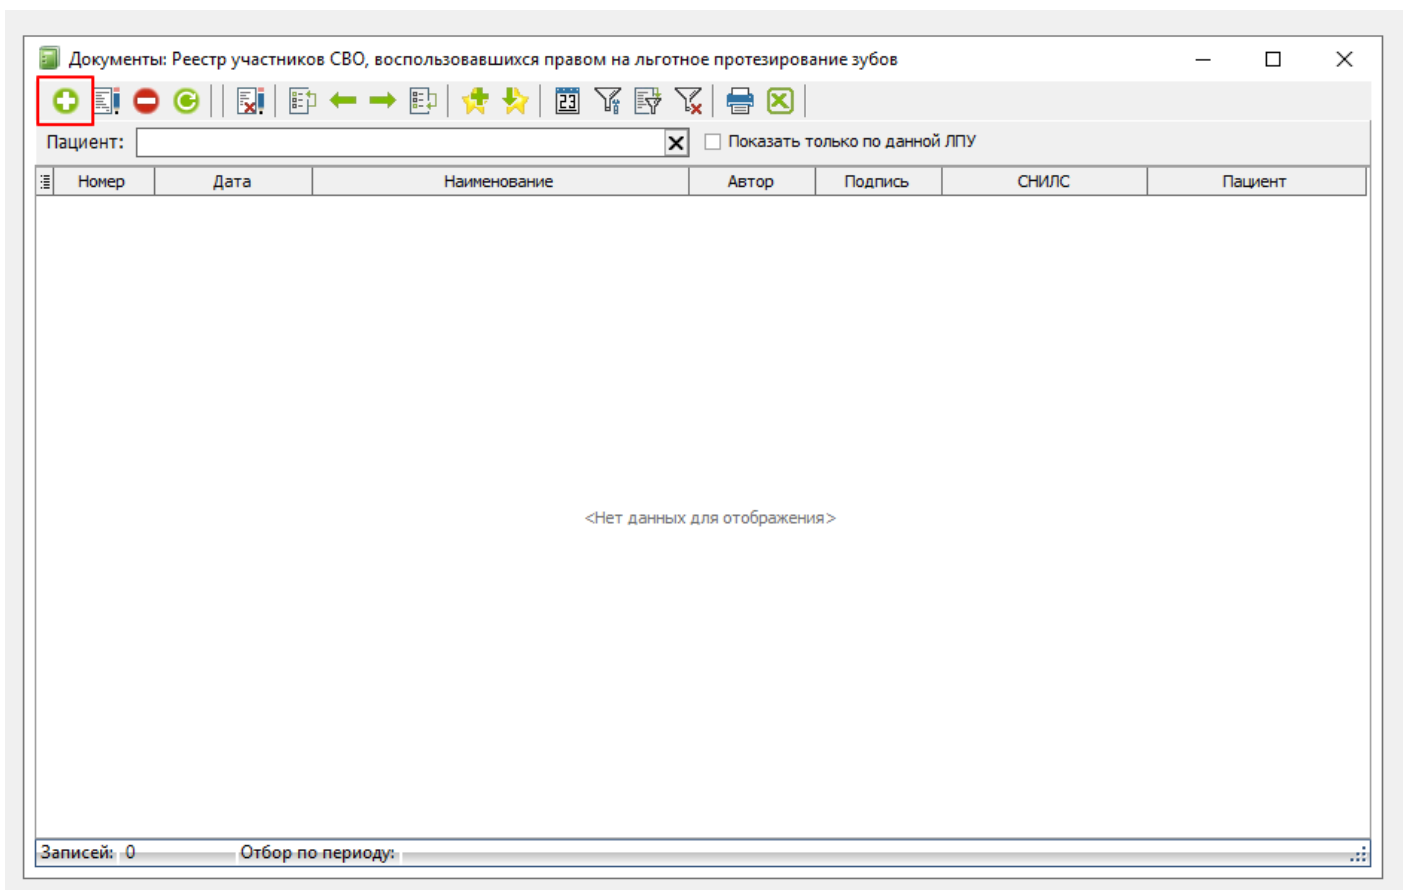 Документы: Реестр участников СВО, воспользовавшихся правом на льготное протезирование зубов
23
Пациент: Показать только по данной ЛПУ
Номер Дата Наименование Автор Подпись СНИЛС Пациент
<Нет данных для отображения>
Записей: 0 Отбор по периоду: